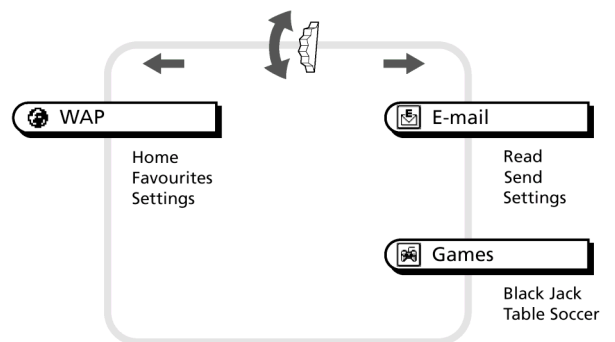 WAP
Home
Favourites
Settings
E-mail
Read
Send
Settings
Games
Black Jack
Table Soccer